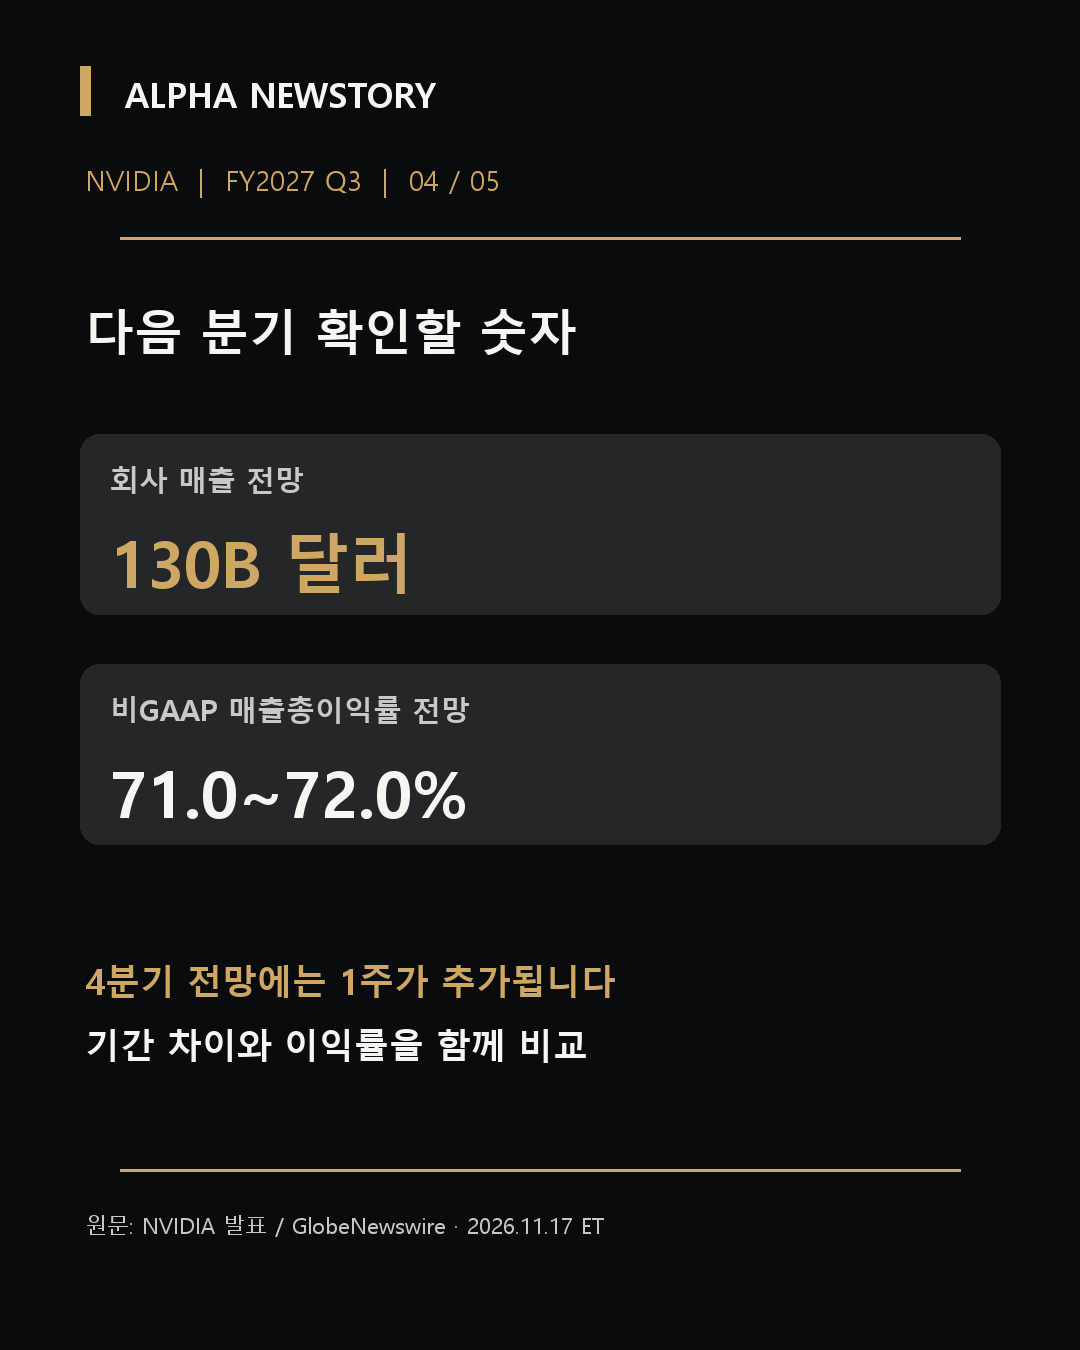 ALPHA NEWSTORY
NVIDIA | FY2027 Q3 | 04 / 05
다음 분기 확인할 숫자
회사 매출 전망
130B 달러
비GAAP 매출총이익률 전망
71.0~72.0%
4분기 전망에는 1주가 추가됩니다
기간 차이와 이익률을 함께 비교
원문: NVIDIA 발표 / GlobeNewswire · 2026.11.17 ET